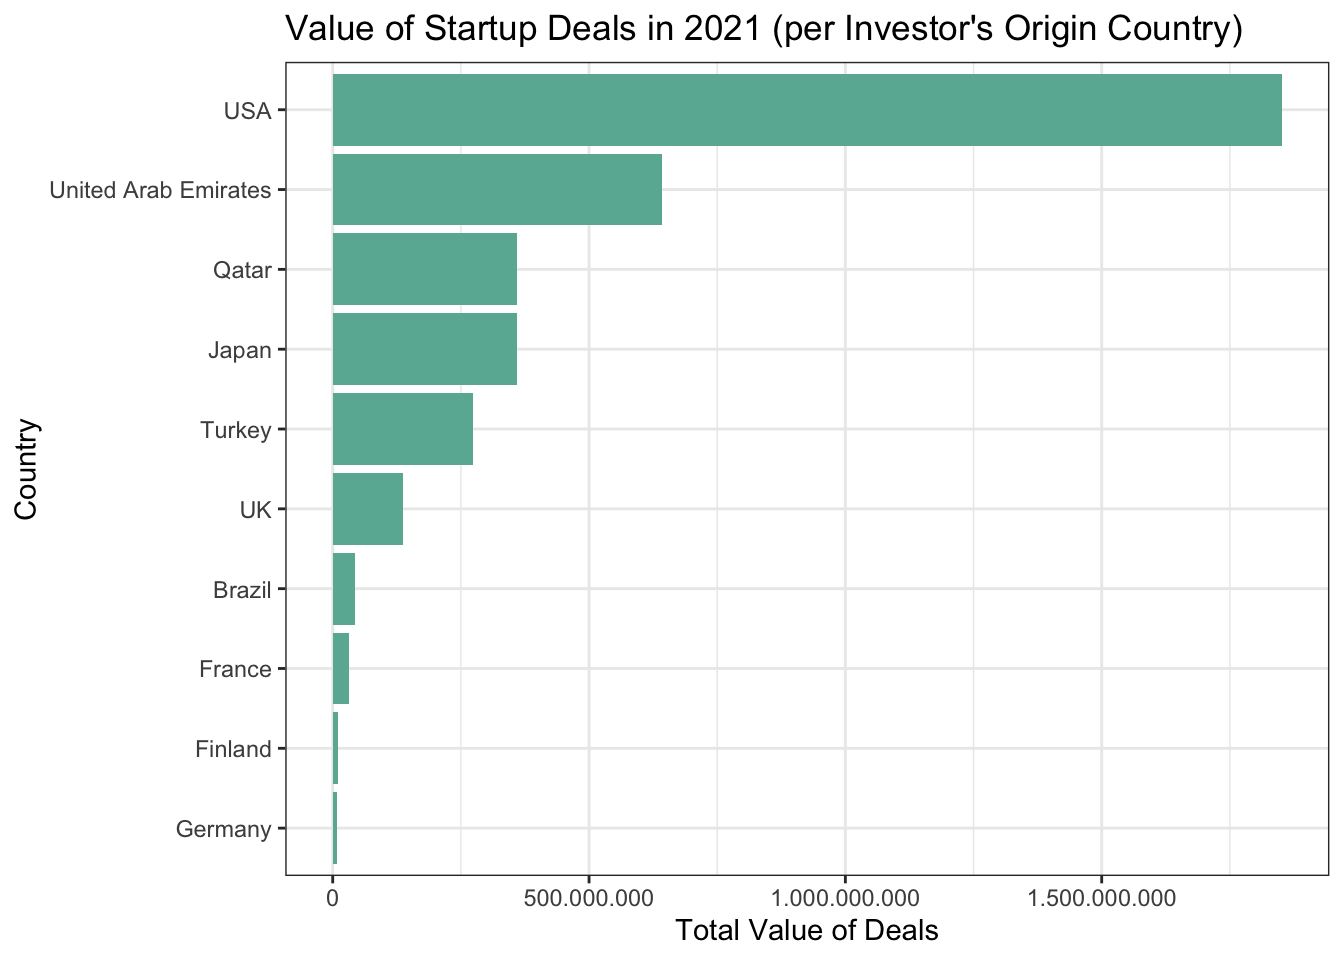 Value of Startup Deals in 2021 (per Investor's Origin Country)
USA
United Arab Emirates
Qatar
Japan
Turkey
UK
Brazil
France
Finland
Germany
Country
0 500.000.000 1.000.000.000 1.500.000.000
Total Value of Deals